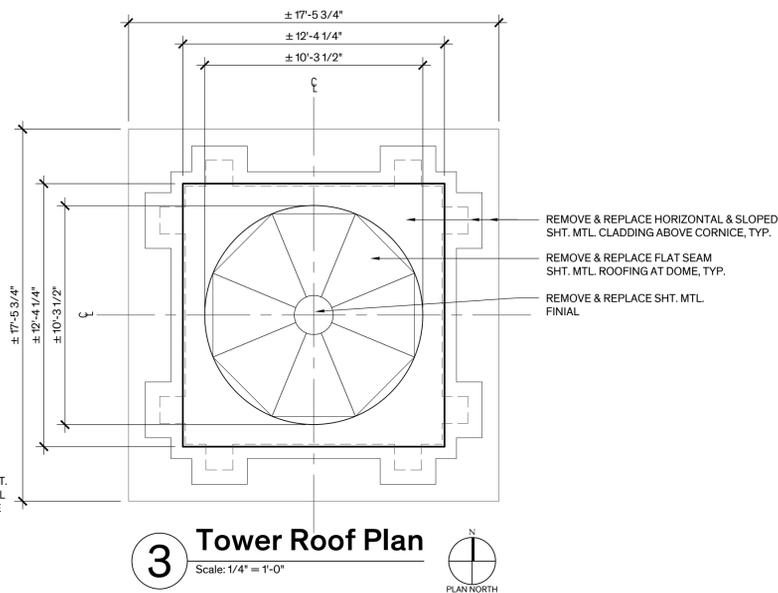 ± 17'-5 3/4"
± 12'-4 1/4"
± 10'-3 1/2"
℄
± 17'-5 3/4"
± 12'-4 1/4"
± 10'-3 1/2"
℄
REMOVE & REPLACE HORIZONTAL & SLOPED
SHT. MTL. CLADDING ABOVE CORNICE, TYP.
REMOVE & REPLACE FLAT SEAM
SHT. MTL. ROOFING AT DOME, TYP.
REMOVE & REPLACE SHT. MTL.
FINIAL
T.
L
E
3
Tower Roof Plan
Scale: 1/4" = 1'-0"
N
PLAN NORTH